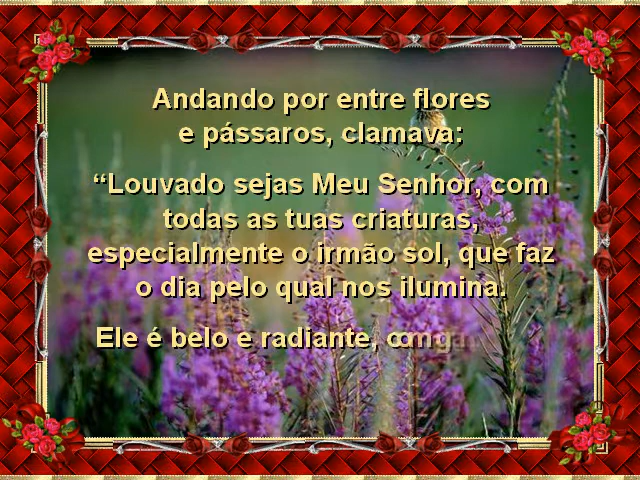 Andando por entre flores
e pássaros, clamava:
“Louvado sejas Meu Senhor, com
todas as tuas criaturas,
especialmente o irmão sol, que faz
o dia pelo qual nos ilumina.
Ele é belo e radiante, com